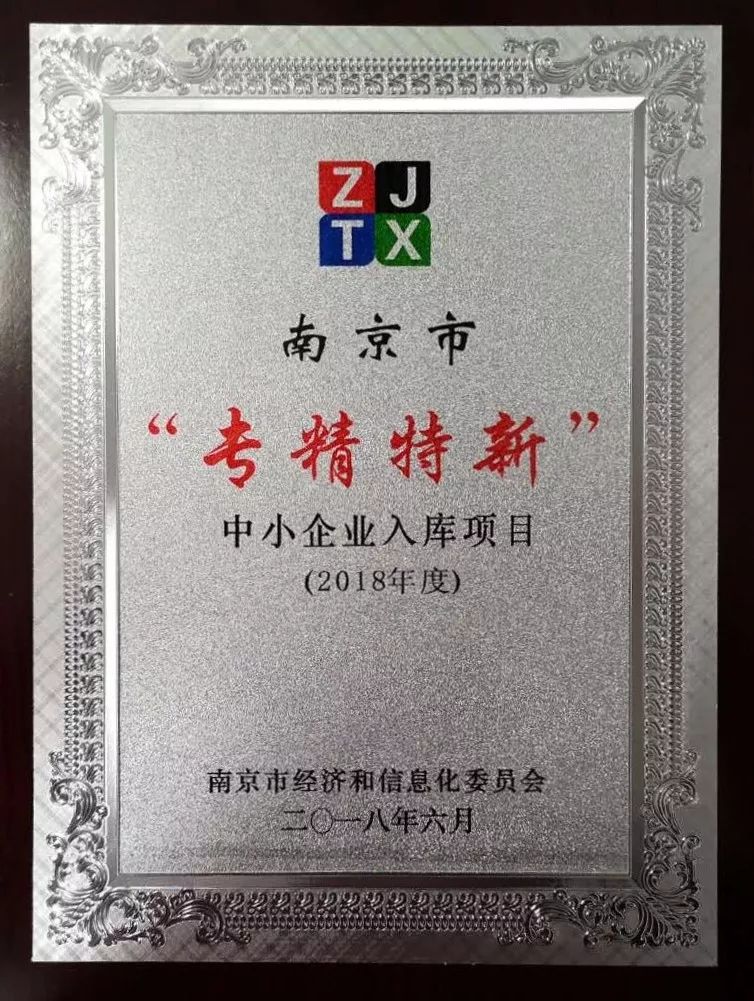 ZJ
TX
南京市
“专精特新”
中小企业入库项目
(2018年度)
南京市经济和信息化委员会
二〇一八年六月